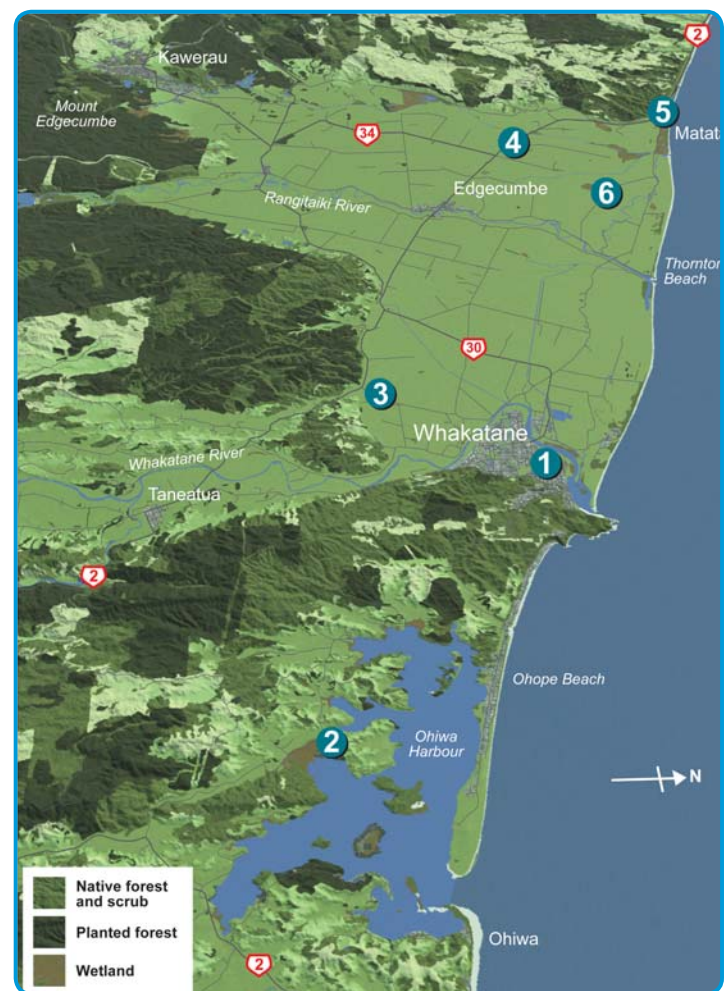 2
Kawerau
Mount
Edgecumbe
5
Matat
34
4
6
Edgecumbe
Rangitaiki River
Thornton
Beach
30
3
Whakatane
1
Whakatane River
Taneatua
2
Ohope Beach
Ohiwa
Harbour
2
N
Native forest
and scrub
Planted forest
Wetland
Ohiwa
2